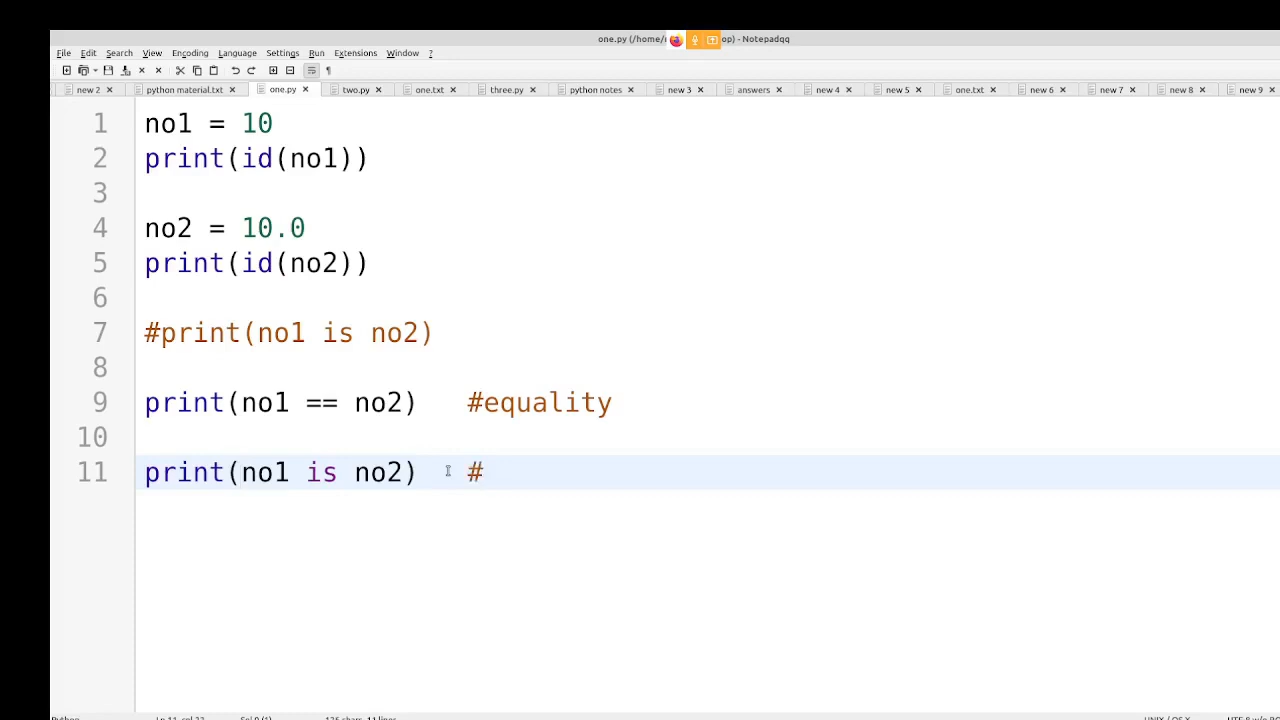 one.py (/home/ op) - Notepadqq
File Edit Search View Encoding Language Settings Run Extensions Window ?
new 2 python material.txt one.py two.py one.txt three.py python notes new 3 answers new 4 new 5 one.txt new 6 new 7 new 8 new 9
1 no1 = 10
2 print(id(no1))
3
4 no2 = 10.0
5 print(id(no2))
6
7 #print(no1 is no2)
8
9 print(no1 == no2) #equality
10
11 print(no1 is no2) #